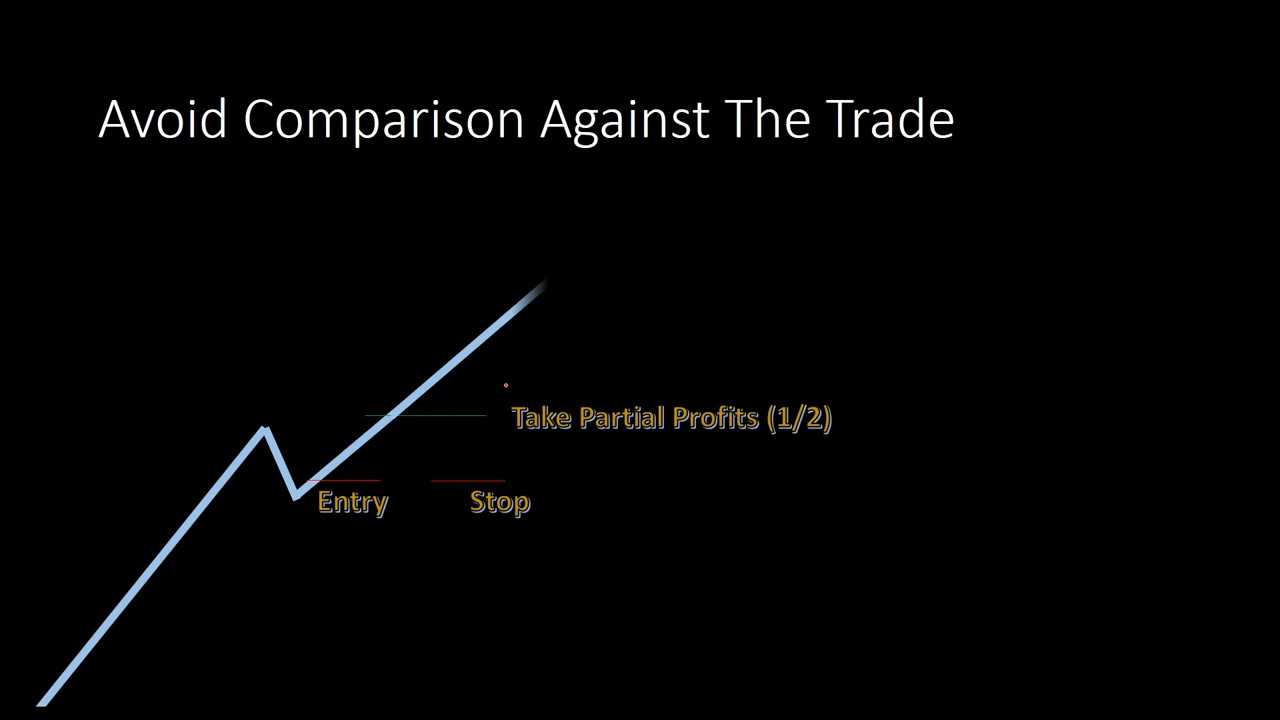 Avoid Comparison Against The Trade
Take Partial Profits (1/2)
Entry
Stop